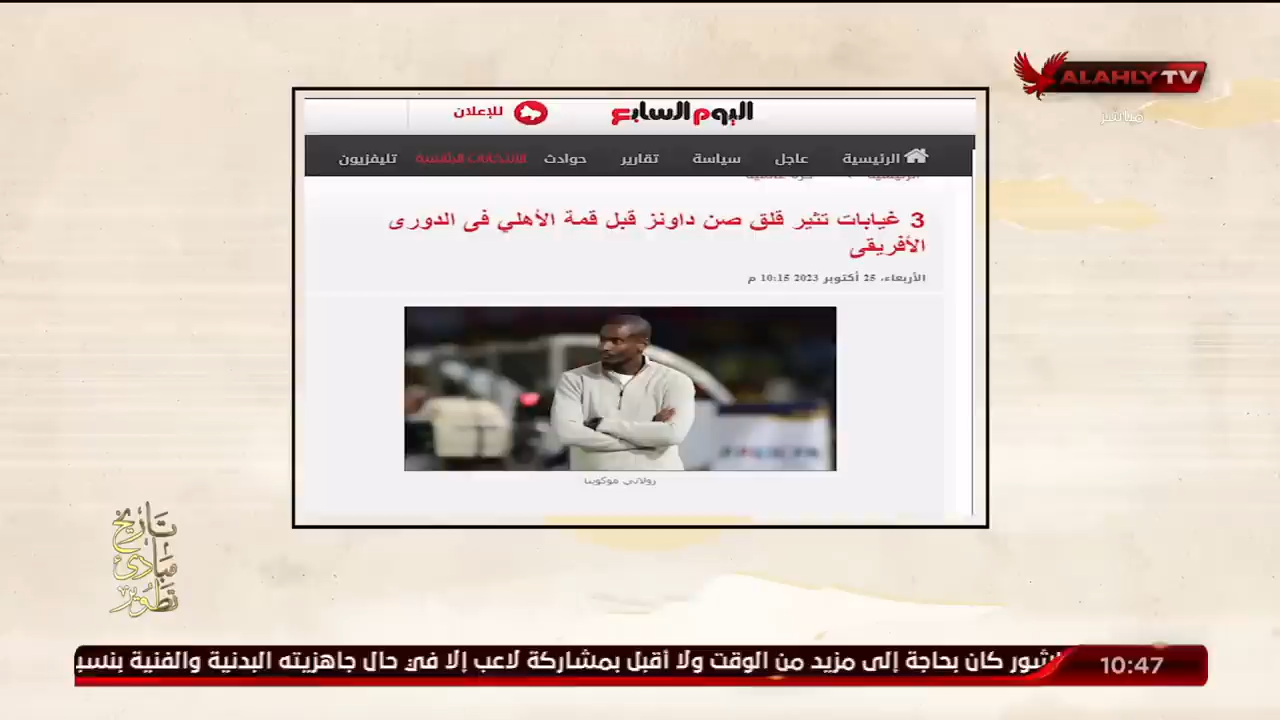 ALAHLY TV
مباشر
اليوم السابع
للإعلان
الرئيسية عاجل سياسة تقارير حوادث الانتخابات الرئاسية تليفزيون
3 غيابات تثير قلق صن داونز قبل قمة الأهلي فى الدورى
الأفريقى
الأربعاء، 25 أكتوبر 2023 10:15 م
رولاني موكوينا
تاريخ
مبادئ
تطور
10:47
اشور كان بحاجة إلى مزيد من الوقت ولا أقبل بمشاركة لاعب إلا في حال جاهزيته البدنية والفنية بنسب